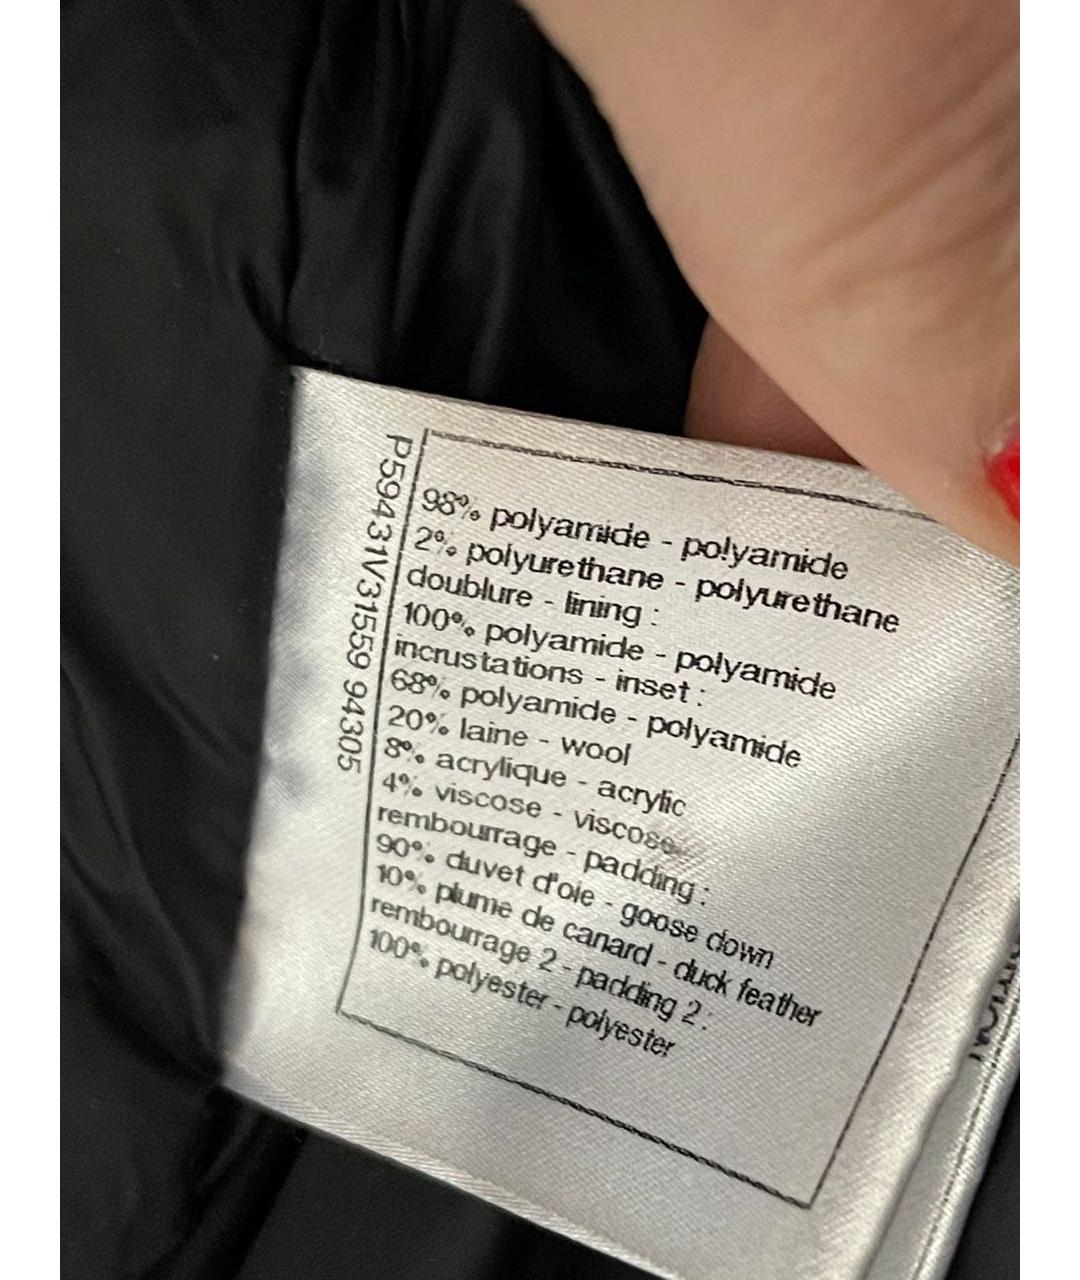 P59431V31559 94305
98% polyamide - polyamide
2% polyurethane - polyurethane
doublure - lining :
100% polyamide - polyamide
incrustations - inset :
68% polyamide - polyamide
20% laine - wool
8% acrylique - acrylic
4% viscose - viscose
rembourrage - padding :
90% duvet d'oie - goose down
10% plume de canard - duck feather
rembourrage 2 - padding 2 :
100% polyester - polyester